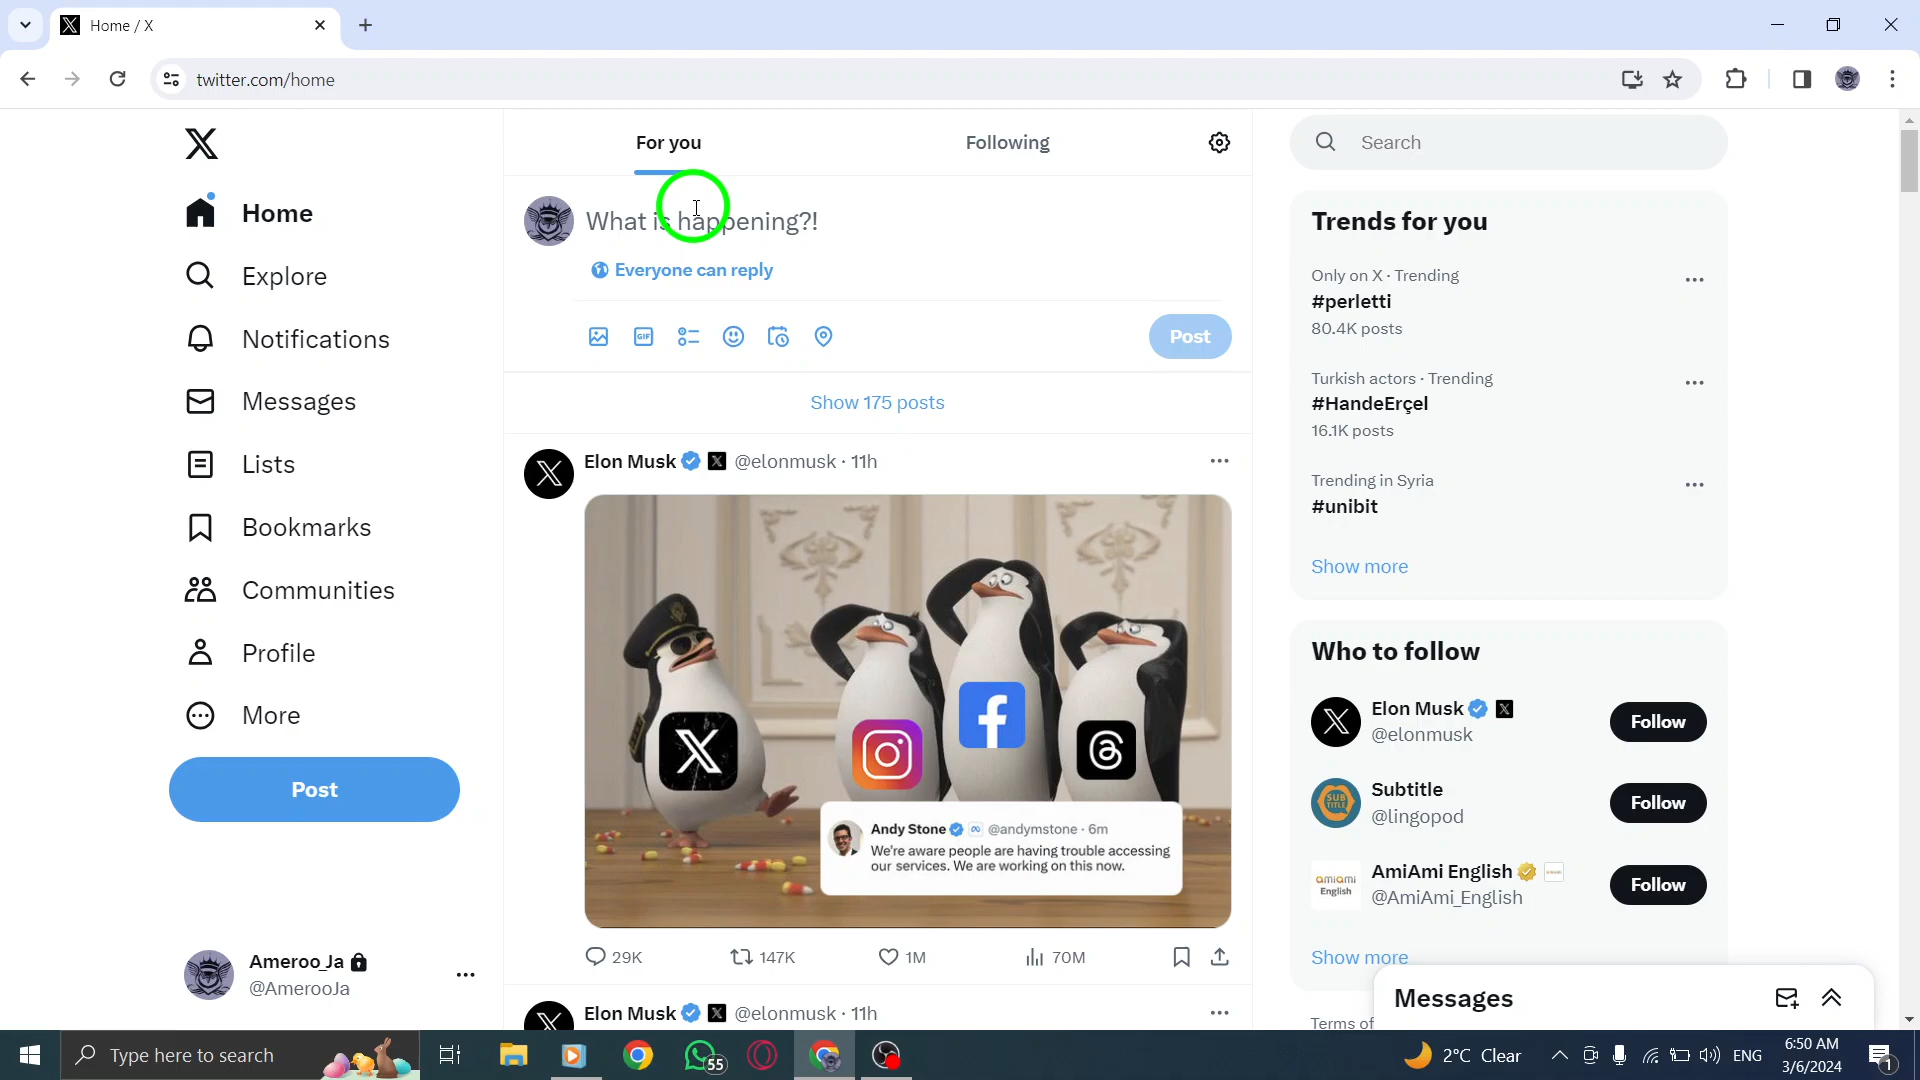 Home / X
twitter.com/home
Home
Explore
Notifications
Messages
Lists
Bookmarks
Communities
Profile
More
Post
Ameroo_Ja
@AmerooJa
For you
Following
What is happening?!
Everyone can reply
GIF
Post
Show 175 posts
Elon Musk @elonmusk · 11h
Andy Stone @andymstone · 6m
We're aware people are having trouble accessing
our services. We are working on this now.
29K 147K 1M 70M
Elon Musk @elonmusk · 11h
Search
Trends for you
Only on X · Trending
#perletti
80.4K posts
Turkish actors · Trending
#HandeErçel
16.1K posts
Trending in Syria
#unibit
Show more
Who to follow
Elon Musk
@elonmusk
Follow
SUB
TITLE
Subtitle
@lingopod
Follow
amiami
English
AmiAmi English
@AmiAmi_English
Follow
Show more
Terms of
Messages
Type here to search
55
2°C Clear
ENG
6:50 AM
3/6/2024
1